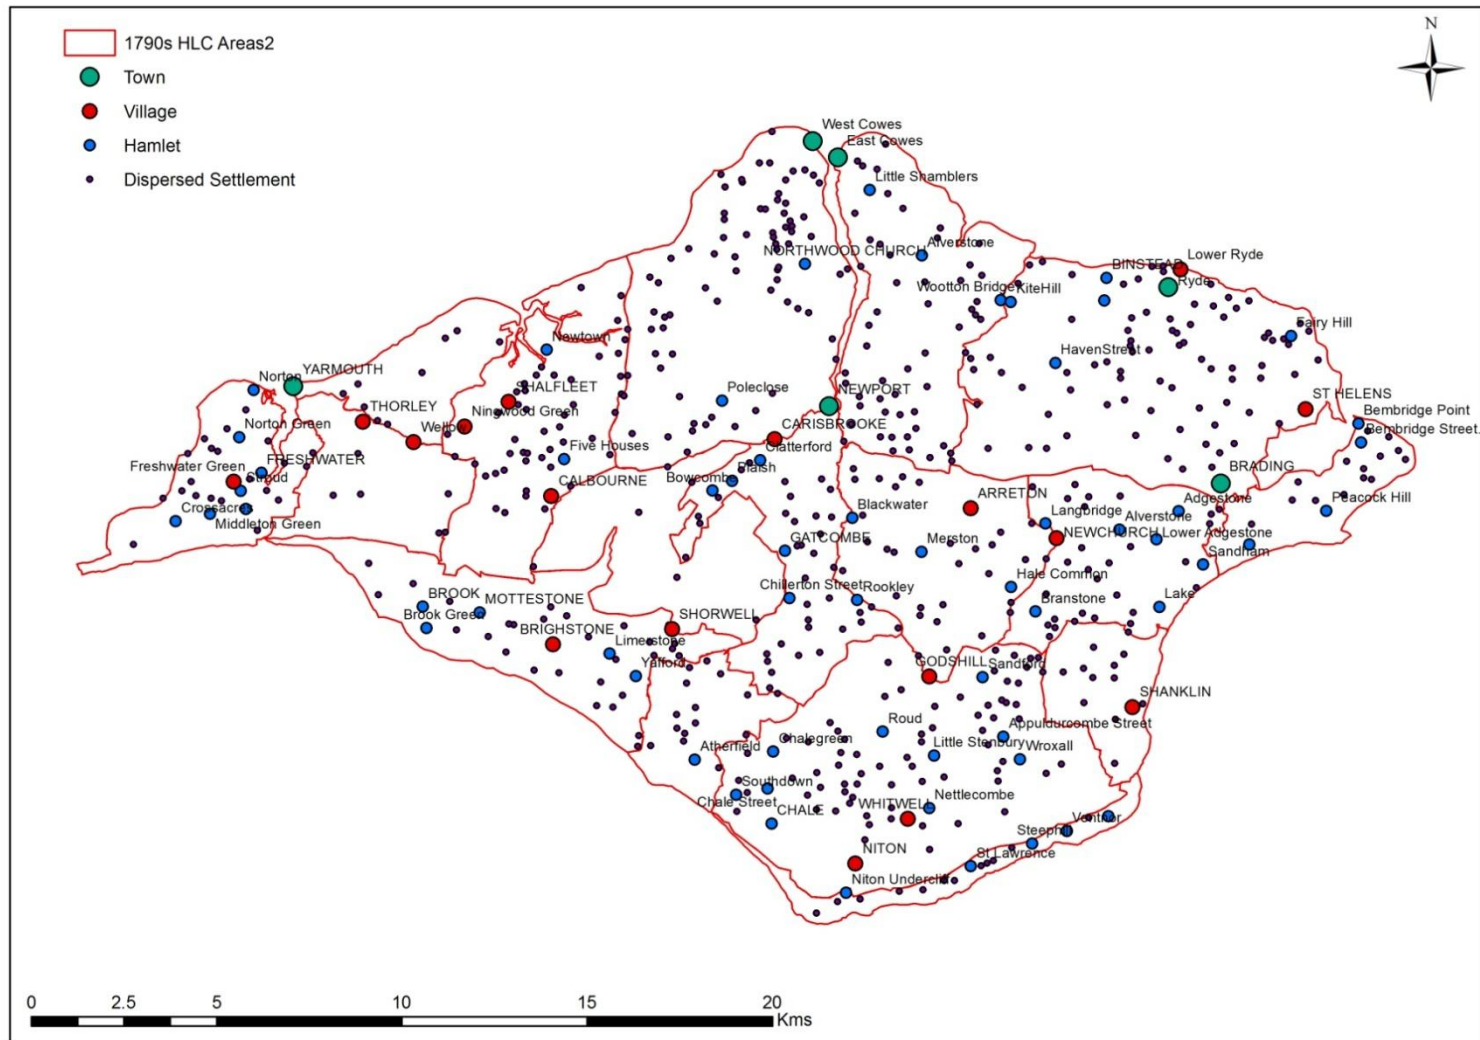 N
1790s HLC Areas2
Town
Village
Hamlet
Dispersed Settlement
West Cowes
East Cowes
Little Shamblers
NORTHWOOD CHURCH
Alverstone
Lower Ryde
BINSTEAD
Ryde
Wootton Bridge
KiteHill
Fairy Hill
Newtown
HavenStreet
Norton
YARMOUTH
SHALFLEET
Poleclose
NEWPORT
ST HELENS
THORLEY
Ningwood Green
Bembridge Point
Norton Green
Wellow
CARISBROOKE
Bembridge Street
Five Houses
Clatterford
FRESHWATER
Freshwater Green
Stroud
CALBOURNE
Bowcombe
Plaish
BRADING
Crossacres
Middleton Green
Blackwater
ARRETON
Adgestone
Peacock Hill
Langbridge
Alverstone
GATCOMBE
Merston
NEWCHURCH
Lower Adgestone
Sandham
Chillerton Street
Rookley
Hale Common
Branstone
Lake
BROOK
MOTTESTONE
Brook Green
BRIGHSTONE
SHORWELL
Limerstone
Yafford
GODSHILL
Sandford
SHANKLIN
Roud
Appuldurcombe Street
Atherfield
Chalegreen
Little Stenbury
Wroxall
Southdown
Chale Street
CHALE
WHITWELL
Nettlecombe
Ventnor
Steephill
NITON
St Lawrence
Niton Undercliff
0 2.5 5 10 15 20
Kms